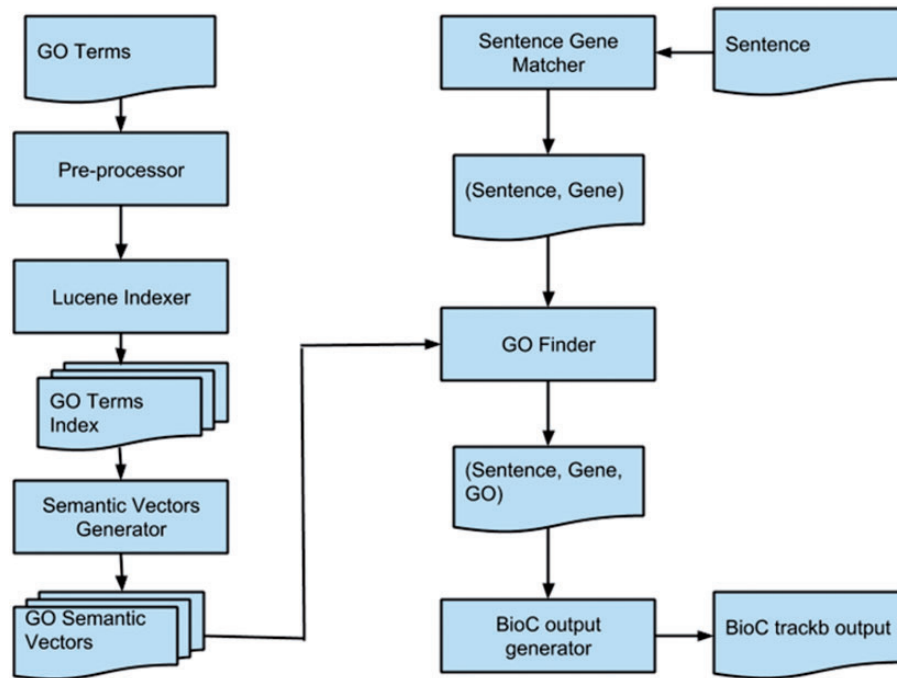 GO Terms
Pre-processor
Lucene Indexer
GO Terms
Index
Semantic Vectors
Generator
GO Semantic
Vectors
Sentence Gene
Matcher
Sentence
(Sentence, Gene)
GO Finder
(Sentence, Gene,
GO)
BioC output
generator
BioC trackb output